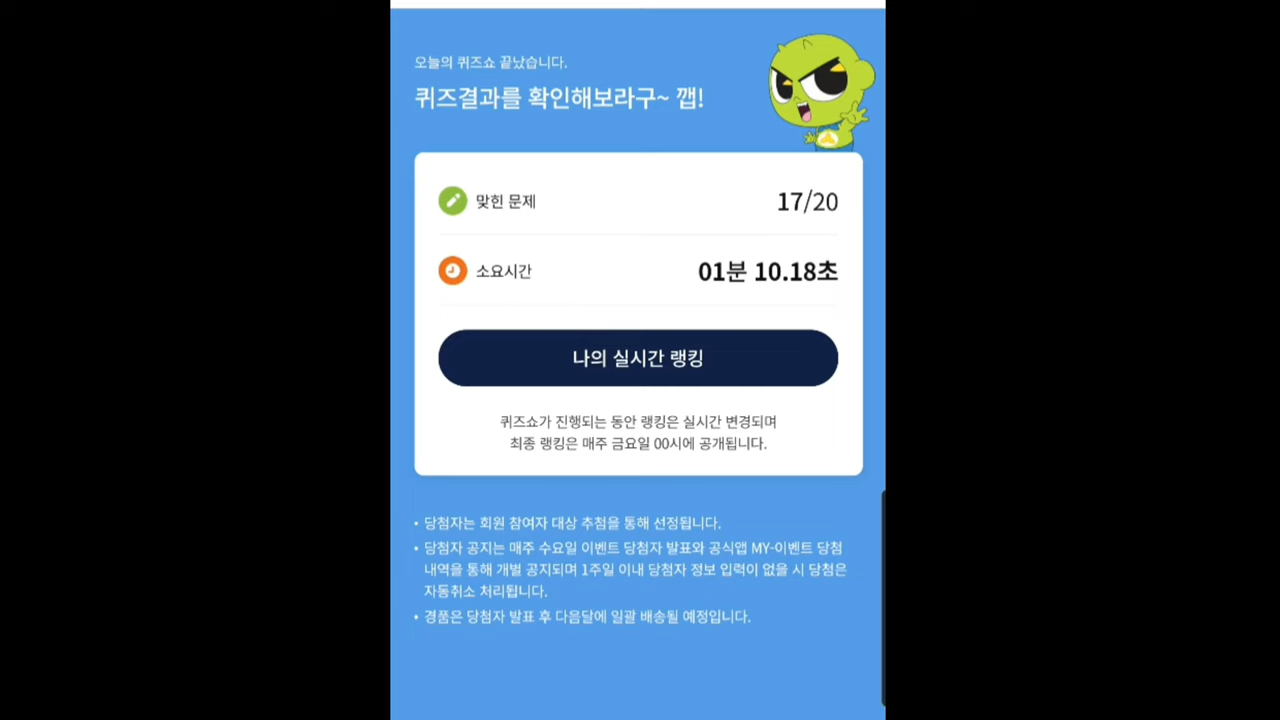 오늘의 퀴즈쇼 끝났습니다.
퀴즈결과를 확인해보라구~ 깹!
맞힌 문제
17/20
소요시간
01분 10.18초
나의 실시간 랭킹
퀴즈쇼가 진행되는 동안 랭킹은 실시간 변경되며
최종 랭킹은 매주 금요일 00시에 공개됩니다.
• 당첨자는 회원 참여자 대상 추첨을 통해 선정됩니다.
• 당첨자 공지는 매주 수요일 이벤트 당첨자 발표와 공식앱 MY-이벤트 당첨
내역을 통해 개별 공지되며 1주일 이내 당첨자 정보 입력이 없을 시 당첨은
자동취소 처리됩니다.
• 경품은 당첨자 발표 후 다음달에 일괄 배송될 예정입니다.